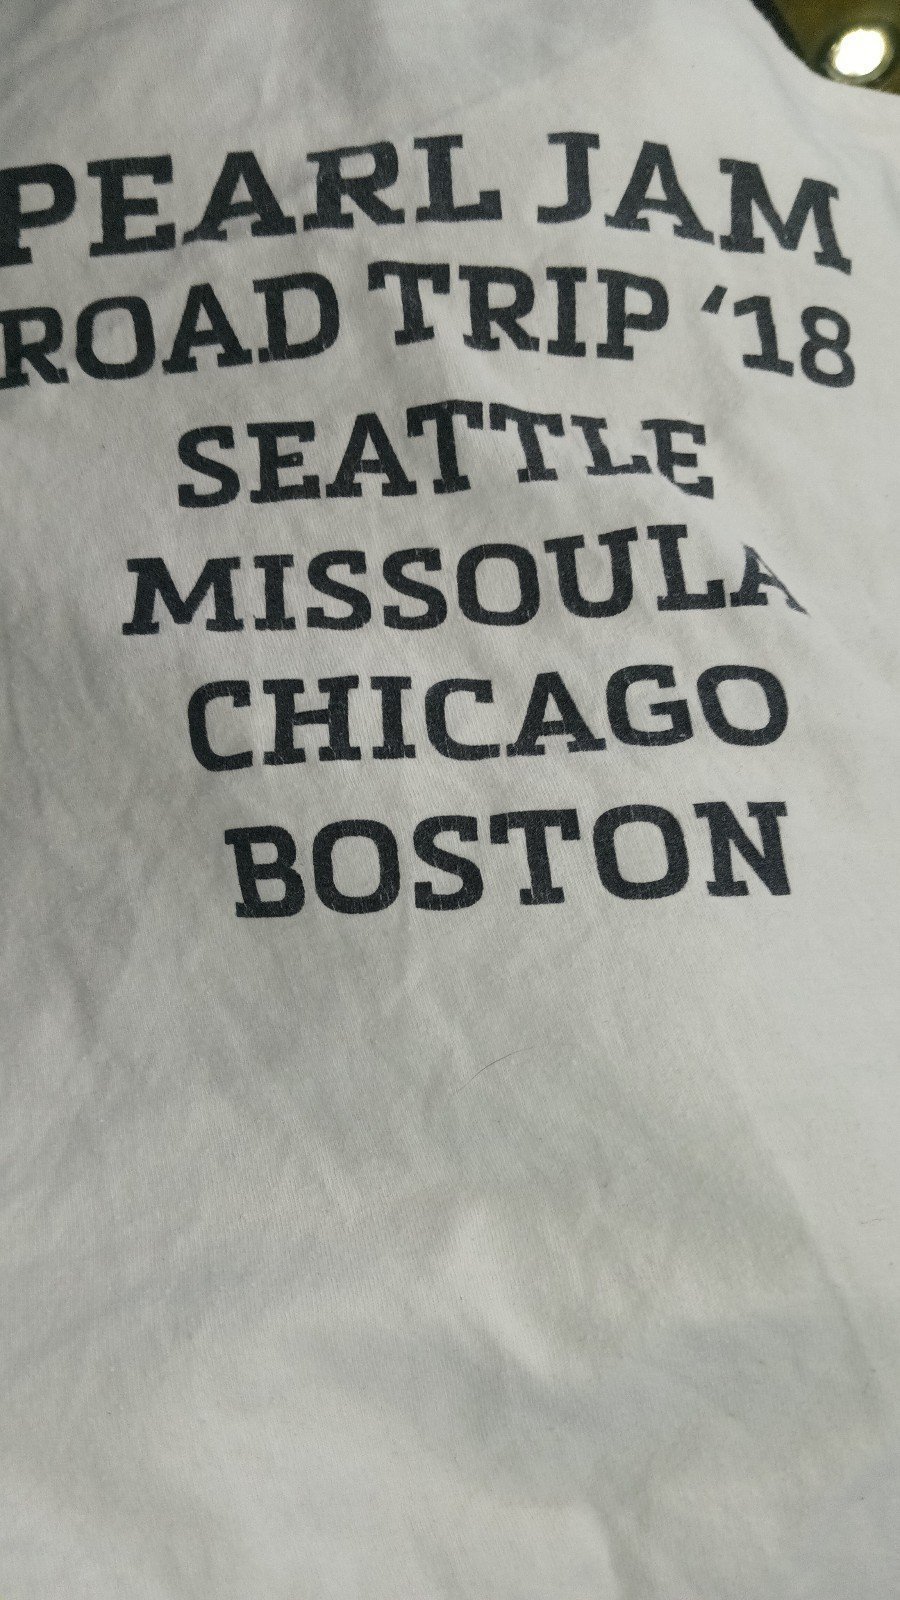 PEARL JAM
ROAD TRIP ‘18
SEATTLE
MISSOULA
CHICAGO
BOSTON